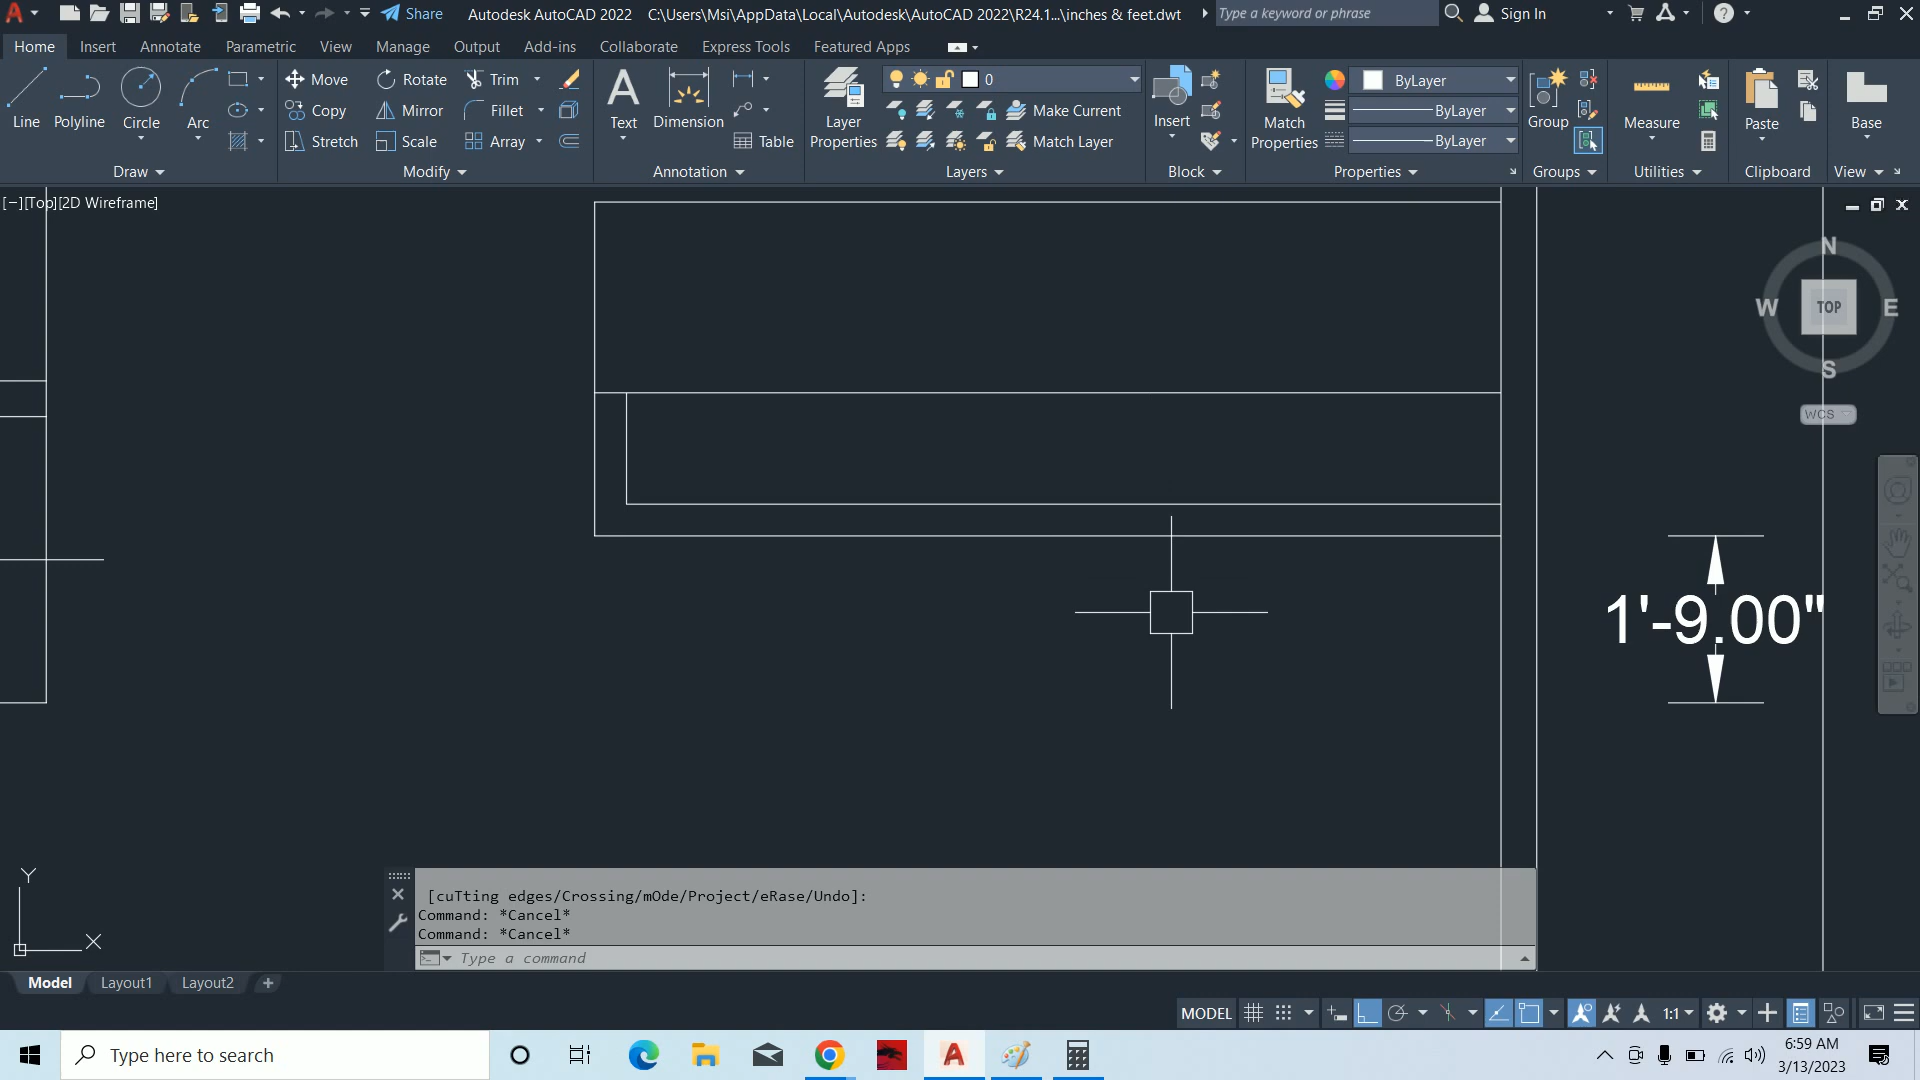 Share
Autodesk AutoCAD 2022 C:\Users\Msi\AppData\Local\Autodesk\AutoCAD 2022\R24.1...\inches & feet.dwt
Type a keyword or phrase
Sign In
Home Insert Annotate Parametric View Manage Output Add-ins Collaborate Express Tools Featured Apps
Line
Polyline
Circle
Arc
Draw
Move
Rotate
Trim
Copy
Mirror
Fillet
Stretch
Scale
Array
Modify
A
Text
Dimension
Table
Annotation
Layer
Properties
0
Make Current
Match Layer
Layers
Insert
Block
Match
Properties
ByLayer
ByLayer
ByLayer
Properties
Group
Groups
Measure
Utilities
Paste
Clipboard
Base
View
[−][Top][2D Wireframe]
N
W
TOP
E
S
WCS
1'-9.00"
Y
X
[cuTting edges/Crossing/mOde/Project/eRase/Undo]:
Command: *Cancel*
Command: *Cancel*
Type a command
Model Layout1 Layout2 +
MODEL
1:1
Type here to search
6:59 AM
3/13/2023